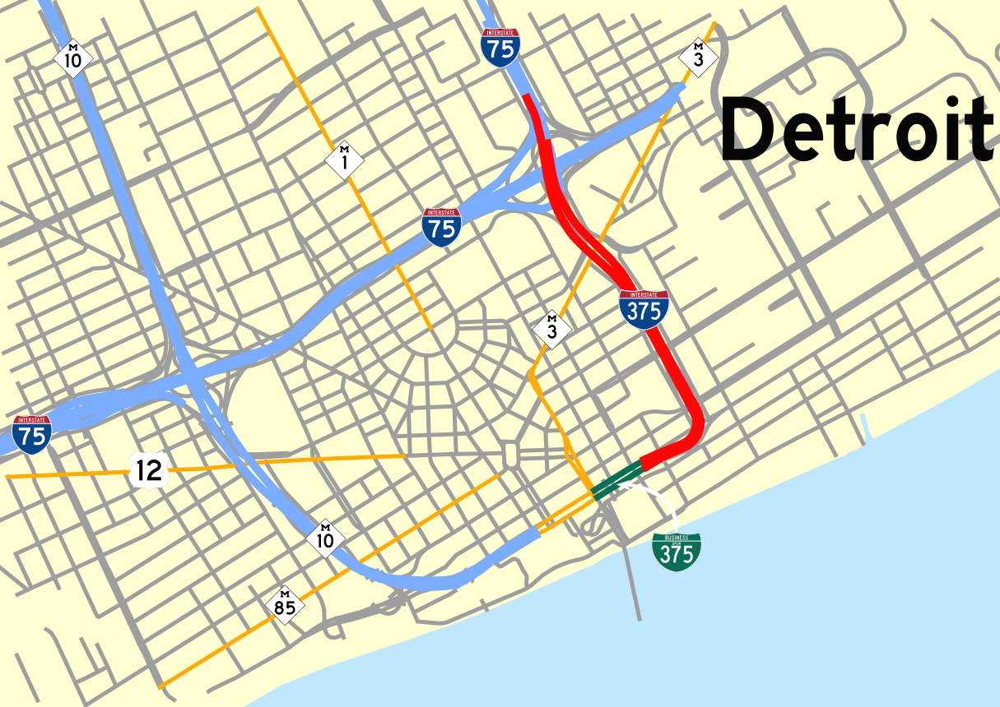 INTERSTATE
75
M
10
M
3
Detroit
M
1
INTERSTATE
75
INTERSTATE
375
M
3
INTERSTATE
75
12
M
10
BUSINESS
SPUR
375
M
85